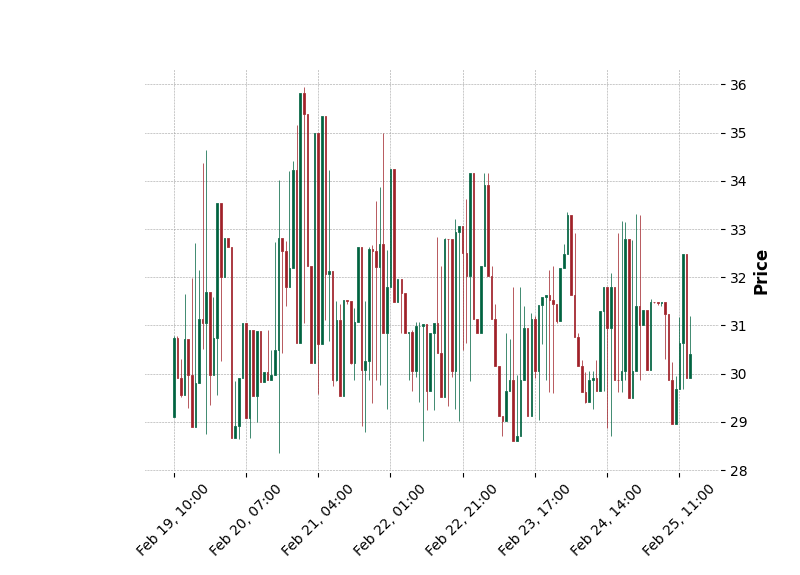 36
35
34
33
32
31
30
29
28
Price
Feb 19, 10:00
Feb 20, 07:00
Feb 21, 04:00
Feb 22, 01:00
Feb 22, 21:00
Feb 23, 17:00
Feb 24, 14:00
Feb 25, 11:00